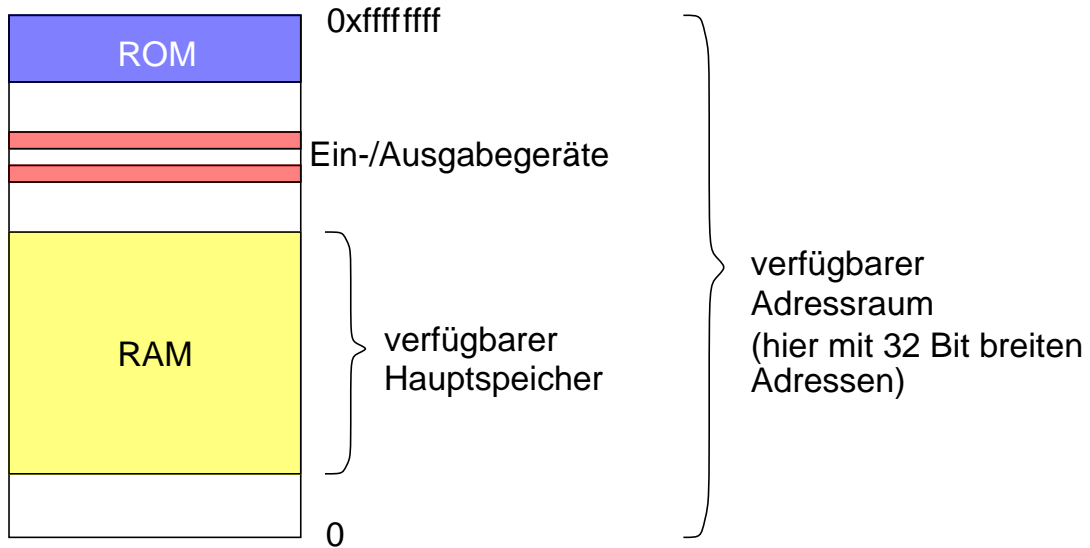 0xffffffff
ROM
Ein-/Ausgabegeräte
RAM
verfügbarer
Hauptspeicher
verfügbarer
Adressraum
(hier mit 32 Bit breiten
Adressen)
0